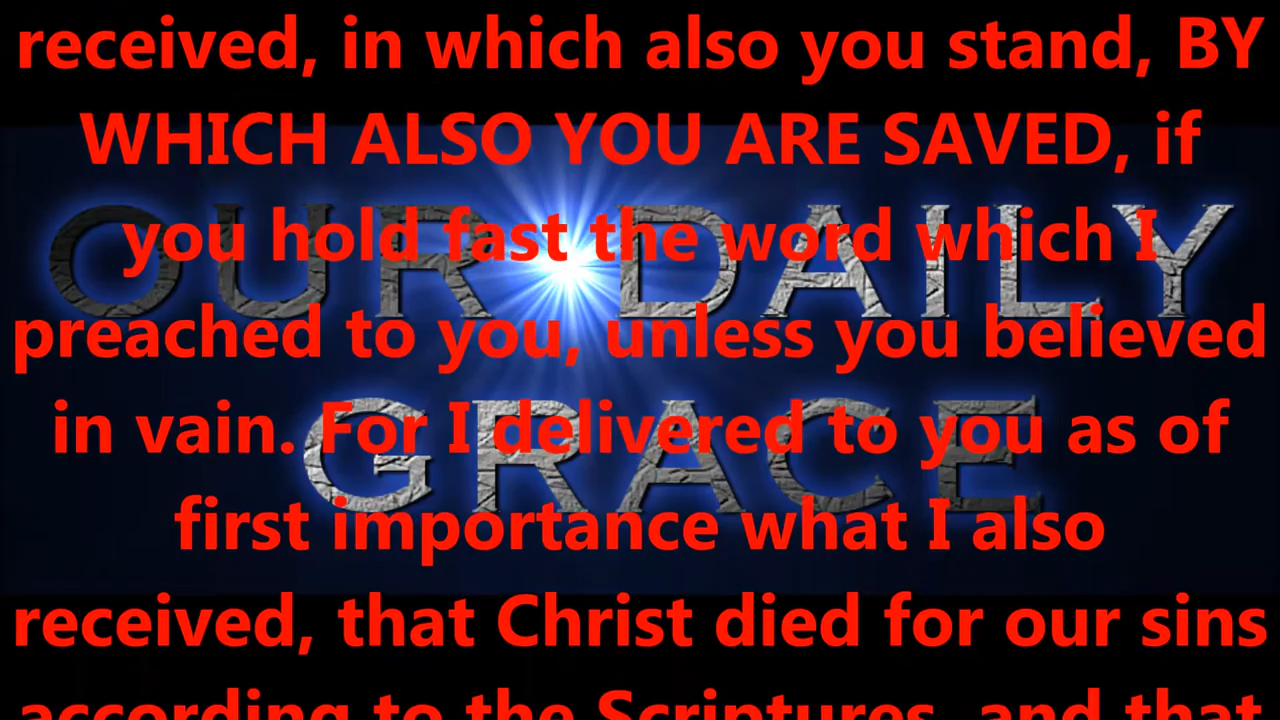 received, in which also you stand, BY
WHICH ALSO YOU ARE SAVED, if
OUR DAILY
you hold fast the word which I
preached to you, unless you believed
GRACE
in vain. For I delivered to you as of
first importance what I also
received, that Christ died for our sins
according to the Scriptures, and that